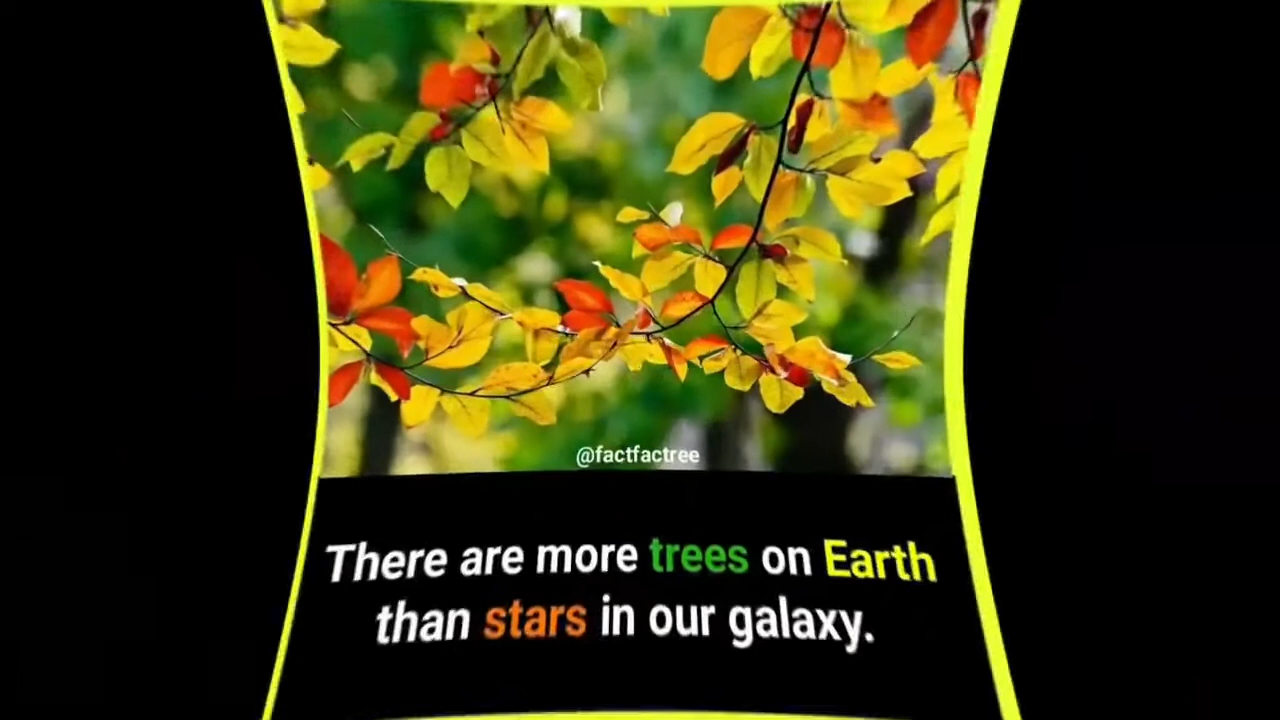 @factfactree
There are more trees on Earth
than stars in our galaxy.